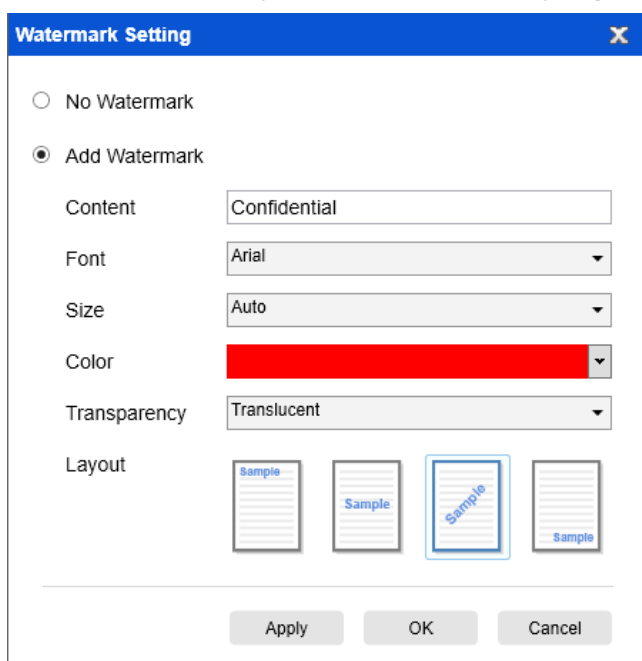 Watermark Setting
No Watermark
Add Watermark
Content Confidential
Font Arial
Size Auto
Color
Transparency Translucent
Layout Sample Sample Sample Sample
Apply OK Cancel